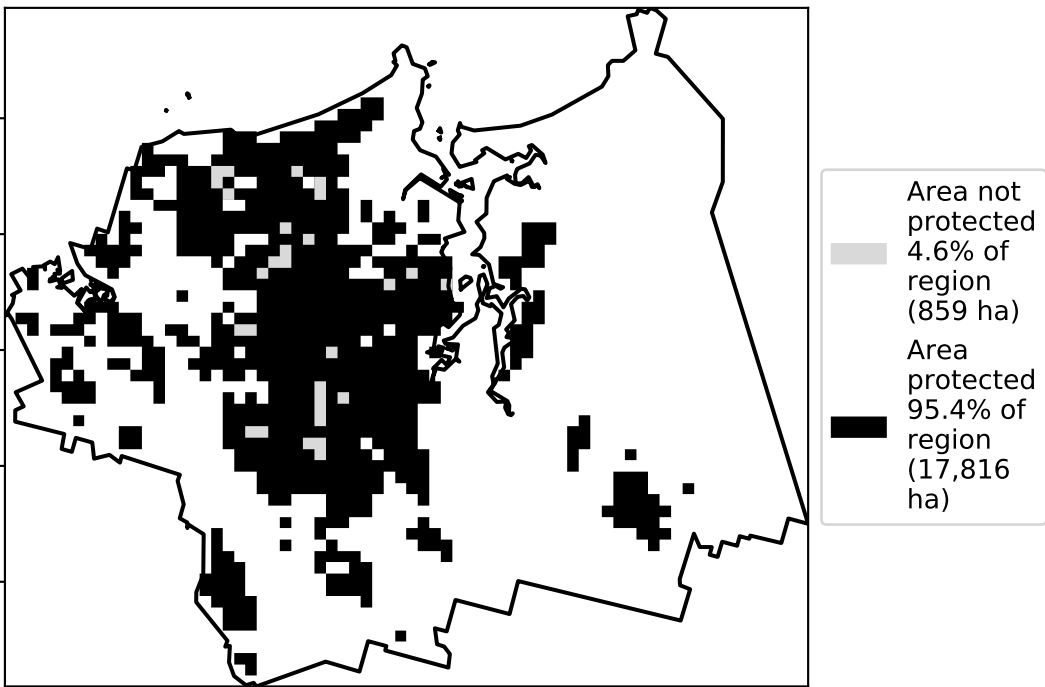 Area not
protected
4.6% of
region
(859 ha)
Area
protected
95.4% of
region
(17,816
ha)